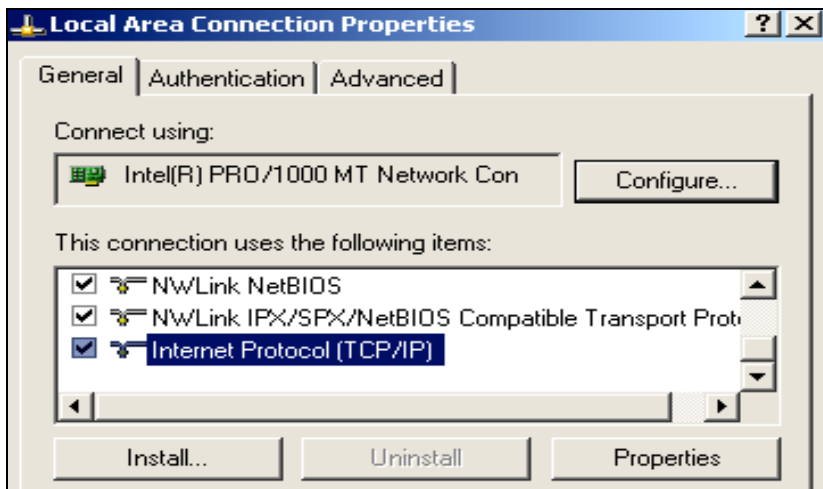 Local Area Connection Properties
General Authentication Advanced
Connect using:
Intel(R) PRO/1000 MT Network Con
Configure...
This connection uses the following items:
NWLink NetBIOS
NWLink IPX/SPX/NetBIOS Compatible Transport Proto
Internet Protocol (TCP/IP)
Install... Uninstall Properties